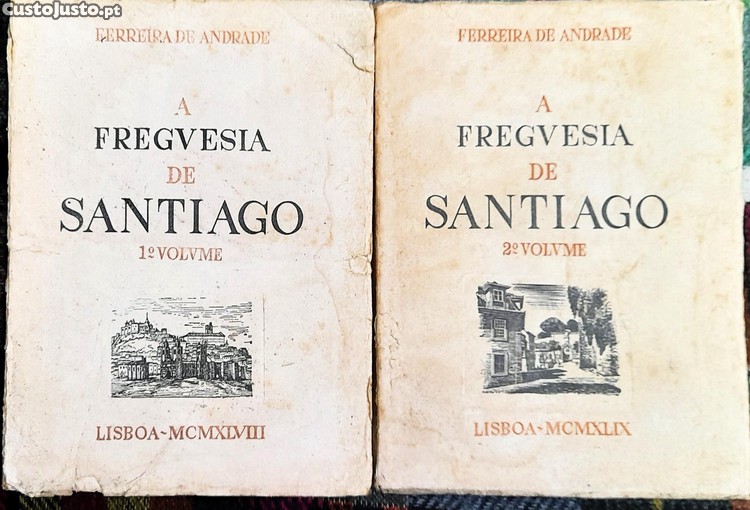 custojusto.pt
FERREIRA DE ANDRADE
A
FREGVESIA
DE
SANTIAGO
1º VOLVME
LISBOA~MCMXLVIII
FERREIRA DE ANDRADE
A
FREGVESIA
DE
SANTIAGO
2º VOLVME
LISBOA~MCMXLIX